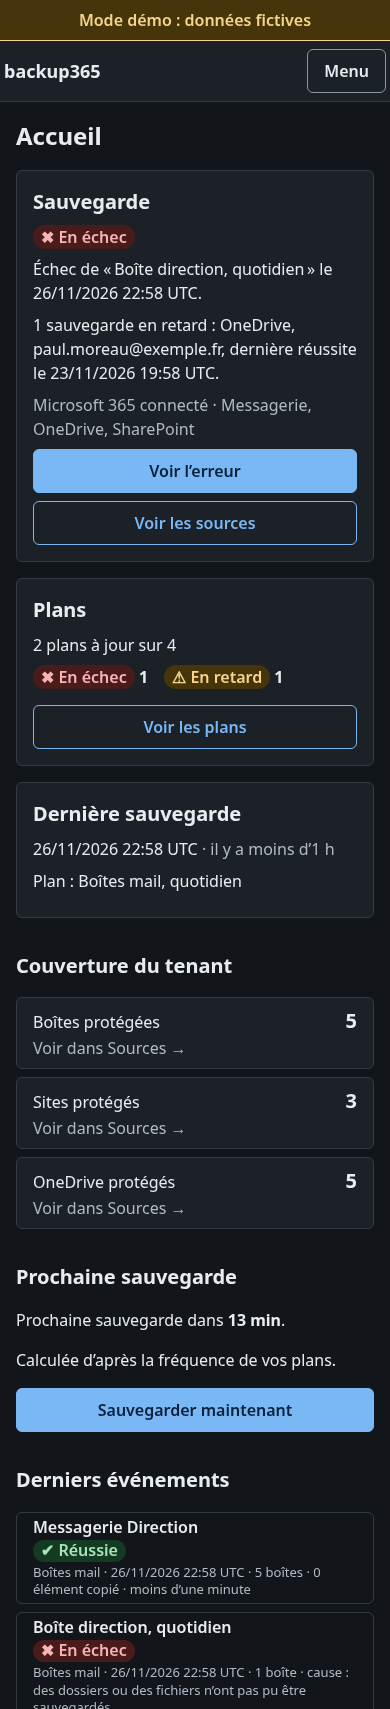 Mode démo : données fictives
backup365
Menu
Accueil
Sauvegarde
✖ En échec
Échec de « Boîte direction, quotidien » le
26/11/2026 22:58 UTC.
1 sauvegarde en retard : OneDrive,
paul.moreau@exemple.fr, dernière réussite
le 23/11/2026 19:58 UTC.
Microsoft 365 connecté · Messagerie,
OneDrive, SharePoint
Voir l’erreur
Voir les sources
Plans
2 plans à jour sur 4
✖ En échec 1 ⚠ En retard 1
Voir les plans
Dernière sauvegarde
26/11/2026 22:58 UTC · il y a moins d’1 h
Plan : Boîtes mail, quotidien
Couverture du tenant
Boîtes protégées 5
Voir dans Sources →
Sites protégés 3
Voir dans Sources →
OneDrive protégés 5
Voir dans Sources →
Prochaine sauvegarde
Prochaine sauvegarde dans 13 min.
Calculée d’après la fréquence de vos plans.
Sauvegarder maintenant
Derniers événements
Messagerie Direction
✔ Réussie
Boîtes mail · 26/11/2026 22:58 UTC · 5 boîtes · 0
élément copié · moins d’une minute
Boîte direction, quotidien
✖ En échec
Boîtes mail · 26/11/2026 22:58 UTC · 1 boîte · cause :
des dossiers ou des fichiers n’ont pas pu être
sauvegardés